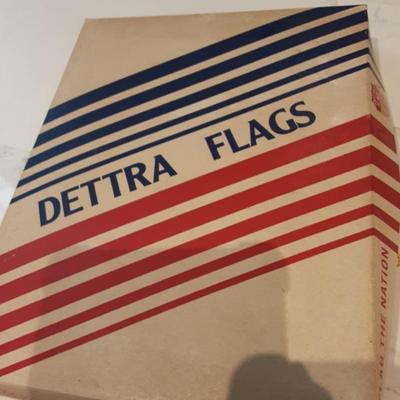 DETTRA FLAGS
THE NATION